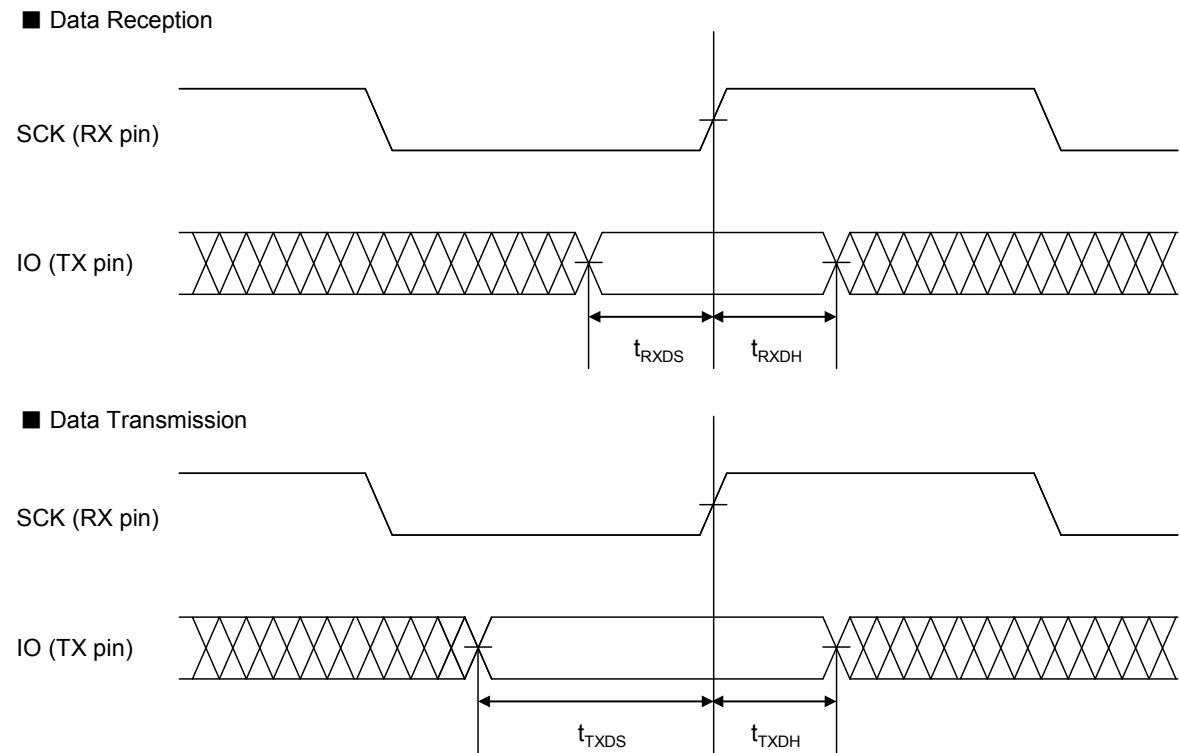 ■ Data Reception
SCK (RX pin)
IO (TX pin)
tRXDS
tRXDH
■ Data Transmission
SCK (RX pin)
IO (TX pin)
tTXDS
tTXDH